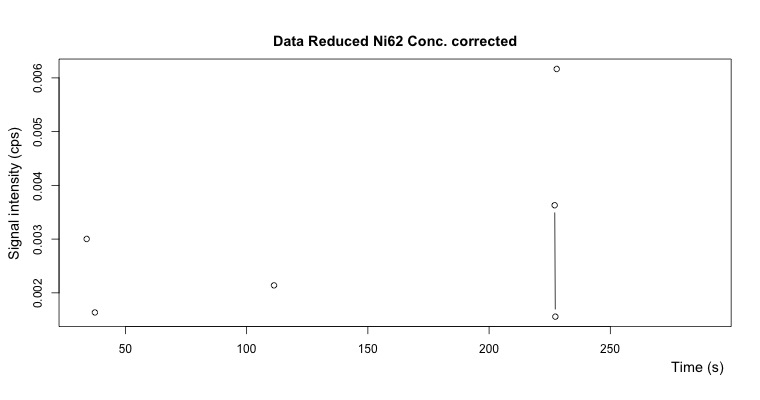 Data Reduced Ni62 Conc. corrected
Signal intensity (cps)
0.006
0.005
0.004
0.003
0.002
50 100 150 200 250
Time (s)